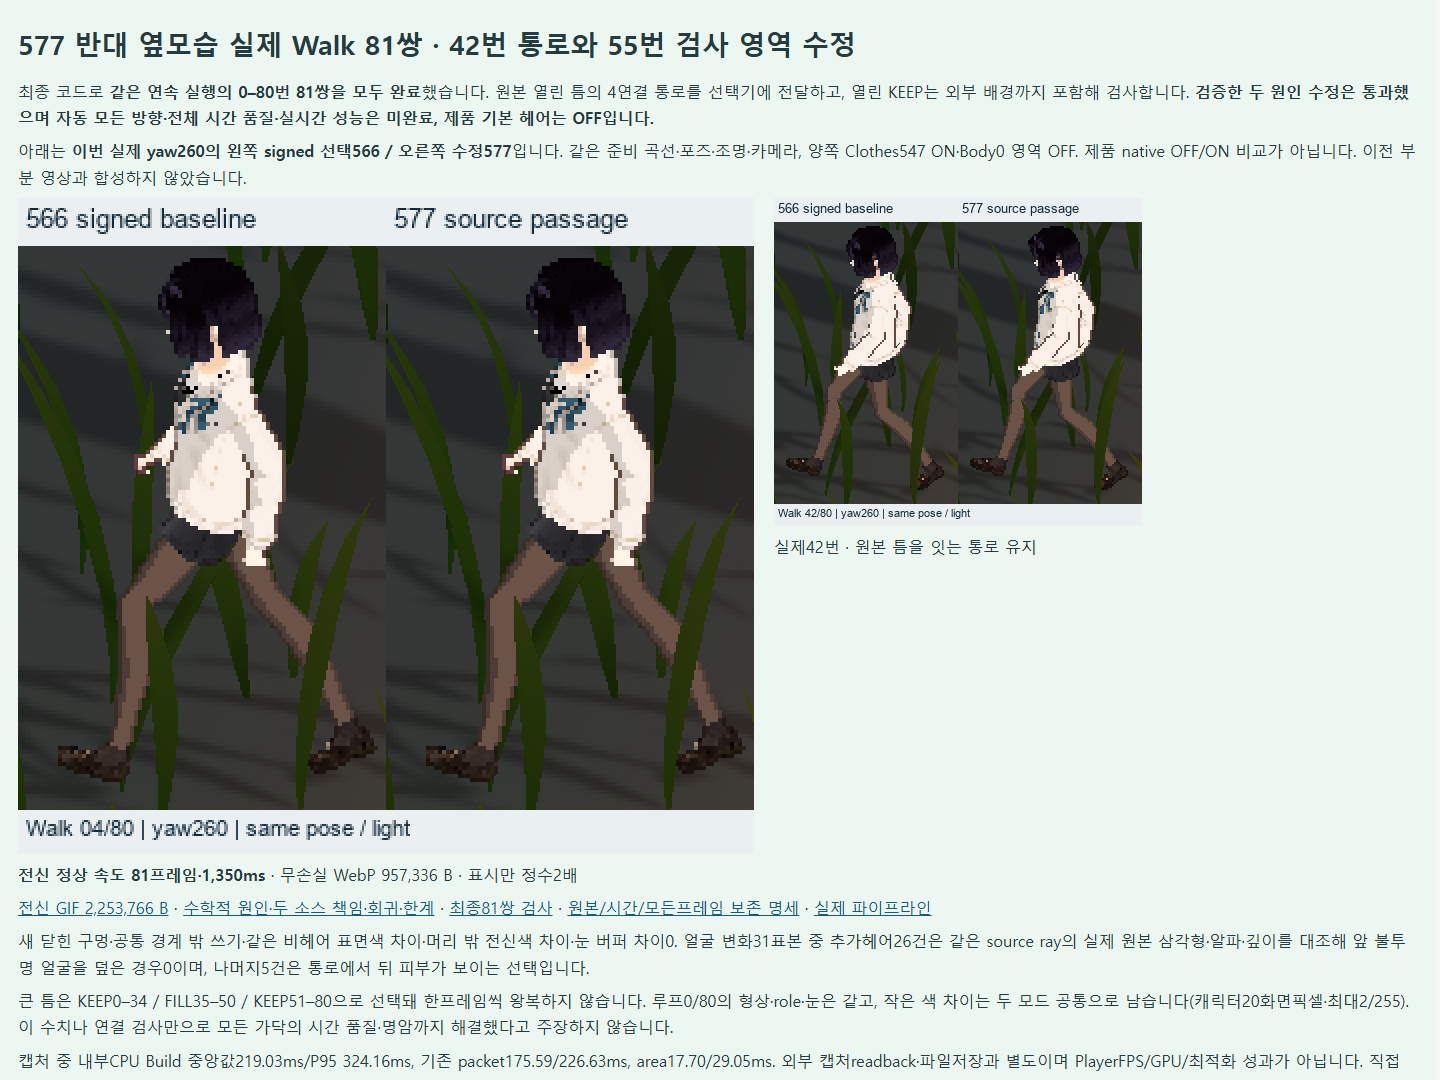 577 반대 옆모습 실제 Walk 81쌍 · 42번 통로와 55번 검사 영역 수정
최종 코드로 같은 연속 실행의 0–80번 81쌍을 모두 완료했습니다. 원본 열린 틈의 4연결 통로를 선택기에 전달하고, 열린 KEEP는 외부 배경까지 포함해 검사합니다. 검증한 두 원인 수정은 통과했
으며 자동 모든 방향·전체 시간 품질·실시간 성능은 미완료, 제품 기본 헤어는 OFF입니다.
아래는 이번 실제 yaw260의 왼쪽 signed 선택566 / 오른쪽 수정577입니다. 같은 준비 곡선·포즈·조명·카메라, 양쪽 Clothes547 ON·Body0 영역 OFF. 제품 native OFF/ON 비교가 아닙니다. 이전 부
분 영상과 합성하지 않았습니다.
566 signed baseline
577 source passage
Walk 04/80 | yaw260 | same pose / light
566 signed baseline
577 source passage
Walk 42/80 | yaw260 | same pose / light
실제42번 · 원본 틈을 잇는 통로 유지
전신 정상 속도 81프레임·1,350ms · 무손실 WebP 957,336 B · 표시만 정수2배
전신 GIF 2,253,766 B · 수학적 원인·두 소스 책임·회귀·한계 · 최종81쌍 검사 · 원본/시간/모든프레임 보존 명세 · 실제 파이프라인
새 닫힌 구멍·공통 경계 밖 쓰기·같은 비헤어 표면색 차이·머리 밖 전신색 차이·눈 버퍼 차이0. 얼굴 변화31표본 중 추가헤어26건은 같은 source ray의 실제 원본 삼각형·알파·깊이를 대조해 앞 불투
명 얼굴을 덮은 경우0이며, 나머지5건은 통로에서 뒤 피부가 보이는 선택입니다.
큰 틈은 KEEP0–34 / FILL35–50 / KEEP51–80으로 선택돼 한프레임씩 왕복하지 않습니다. 루프0/80의 형상·role·눈은 같고, 작은 색 차이는 두 모드 공통으로 남습니다(캐릭터20화면픽셀·최대2/255).
이 수치나 연결 검사만으로 모든 가닥의 시간 품질·명암까지 해결했다고 주장하지 않습니다.
캡처 중 내부CPU Build 중앙값219.03ms/P95 324.16ms, 기존 packet175.59/226.63ms, area17.70/29.05ms. 외부 캡처readback·파일저장과 별도이며 PlayerFPS/GPU/최적화 성과가 아닙니다. 직접